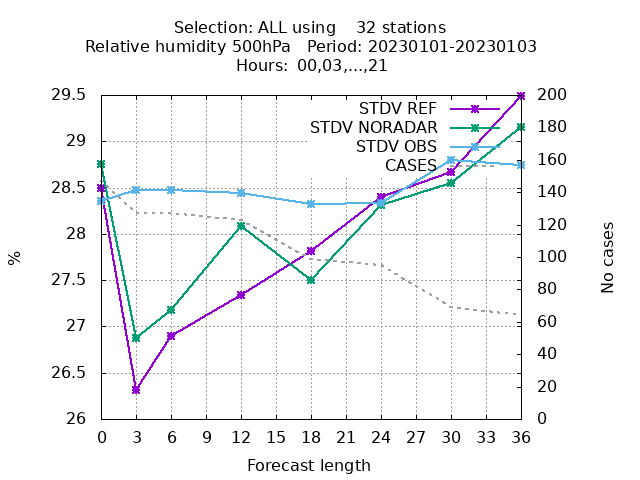 Selection: ALL using    32 stations
Relative humidity 500hPa   Period: 20230101-20230103
Hours: 00,03,...,21
STDV REF
STDV NORADAR
STDV OBS
CASES
29.5
29
28.5
28
27.5
27
26.5
26
%
200
180
160
140
120
100
80
60
40
20
0
No cases
0 3 6 9 12 15 18 21 24 27 30 33 36
Forecast length